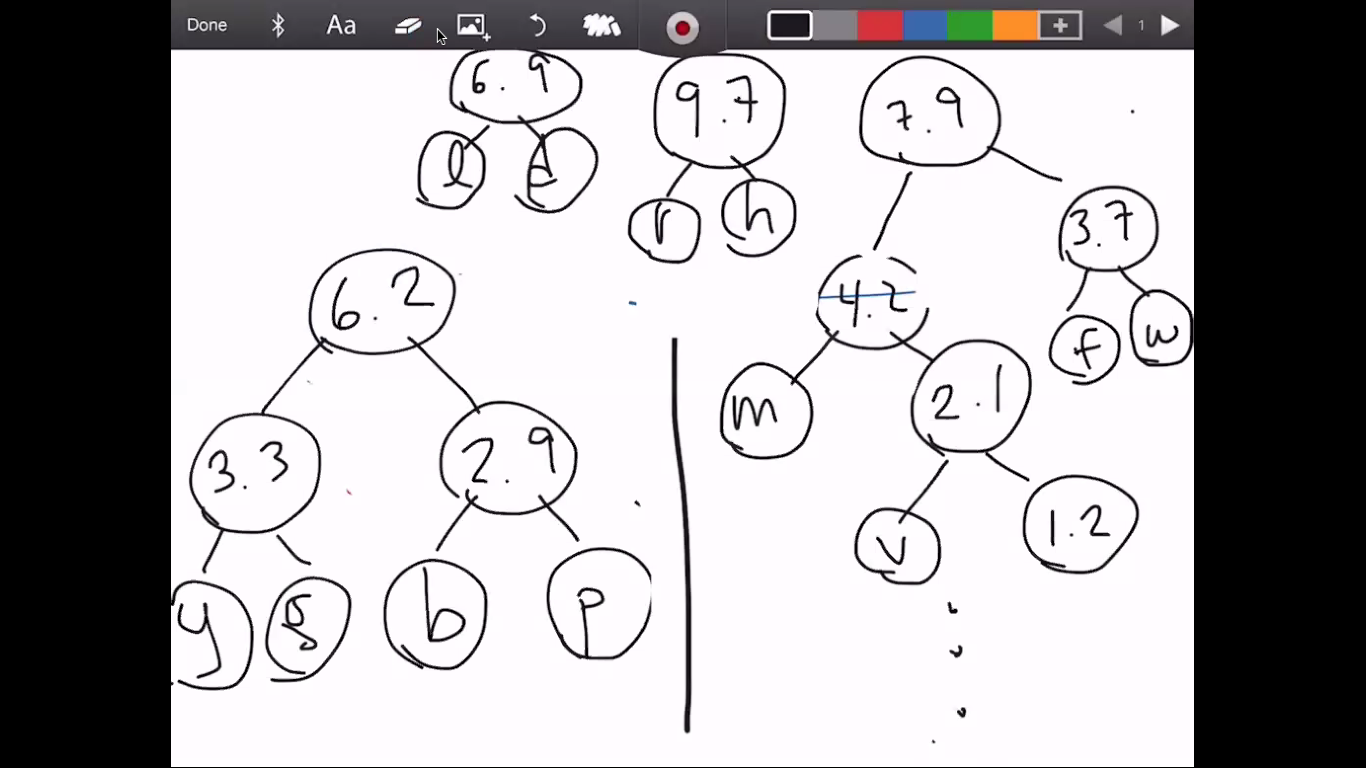 Done Aa 1
6.9 9.7 7.9
l d r h 3.7
6.2 4.2 f w
m 2.1
3.3 2.9
v 1.2
y g b p